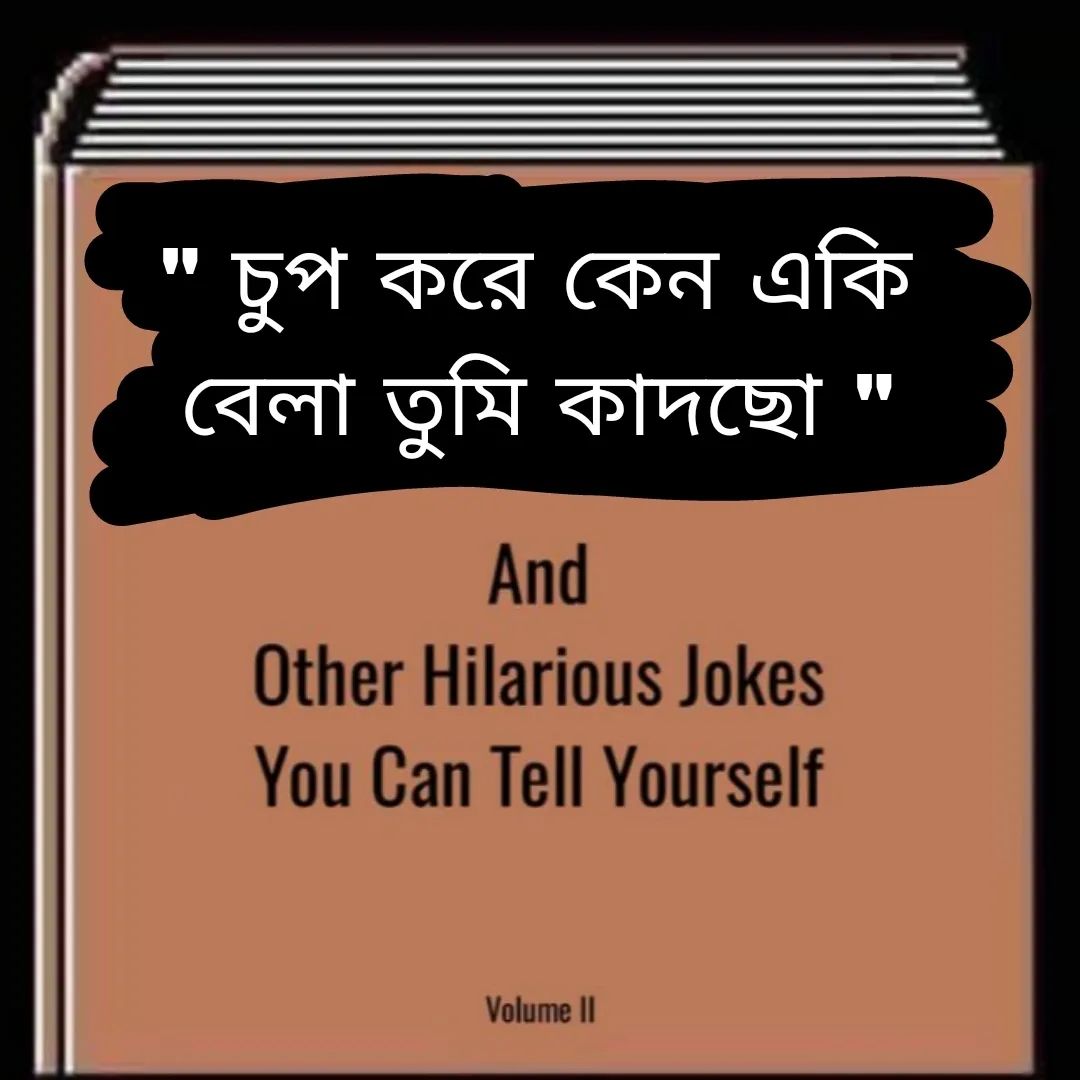 " চুপ করে কেন একি
বেলা তুমি কাদছো "
And
Other Hilarious Jokes
You Can Tell Yourself
Volume II